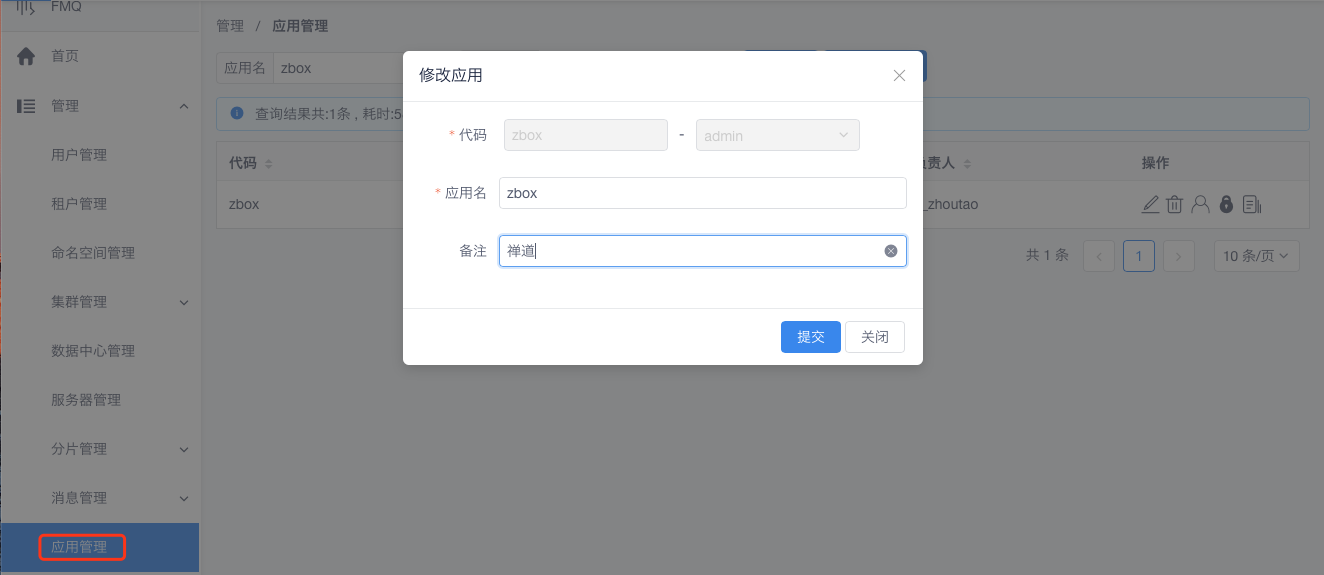 FMQ
首页
管理
用户管理
租户管理
命名空间管理
集群管理
数据中心管理
服务器管理
分片管理
消息管理
应用管理
管理 / 应用管理
应用名 zbox
查询结果共:1条 , 耗时:5
代码 责人 操作
zbox _zhoutao
共 1 条 1 10 条/页
修改应用
* 代码 zbox - admin
* 应用名 zbox
备注 禅道
提交 关闭